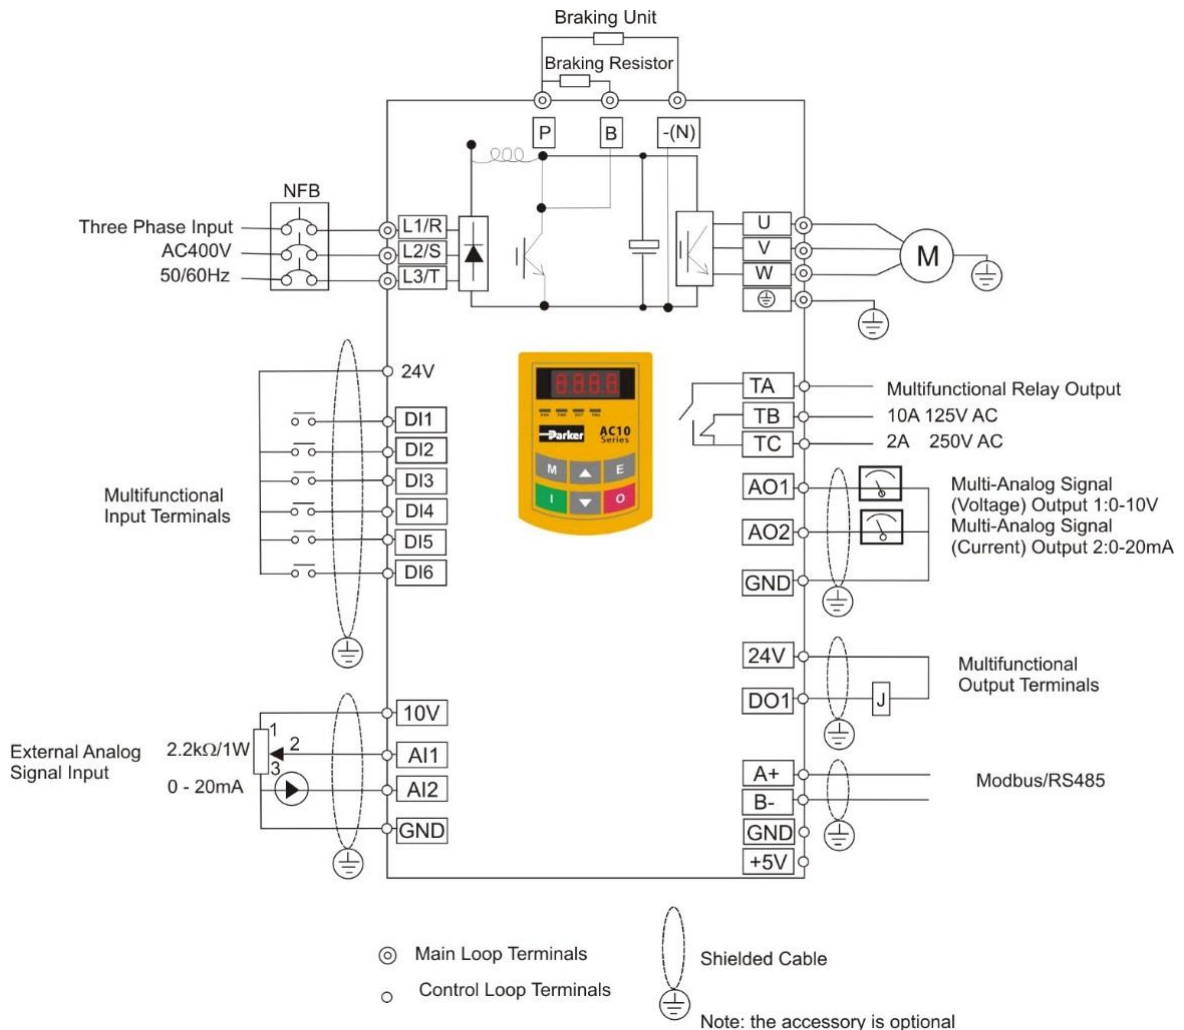 Braking Unit
Braking Resistor
P
B
-(N)
NFB
Three Phase Input
AC400V
50/60Hz
L1/R
L2/S
L3/T
U
V
W
M
24V
DI1
DI2
DI3
DI4
DI5
DI6
Multifunctional
Input Terminals
Parker
AC10
Series
M
E
I
O
TA
TB
TC
Multifunctional Relay Output
10A 125V AC
2A 250V AC
AO1
AO2
GND
Multi-Analog Signal
(Voltage) Output 1:0-10V
Multi-Analog Signal
(Current) Output 2:0-20mA
24V
DO1
J
Multifunctional
Output Terminals
External Analog
Signal Input
2.2kΩ/1W
0 - 20mA
1
2
3
10V
AI1
AI2
GND
A+
B-
GND
+5V
Modbus/RS485
Main Loop Terminals
Control Loop Terminals
Shielded Cable
Note: the accessory is optional